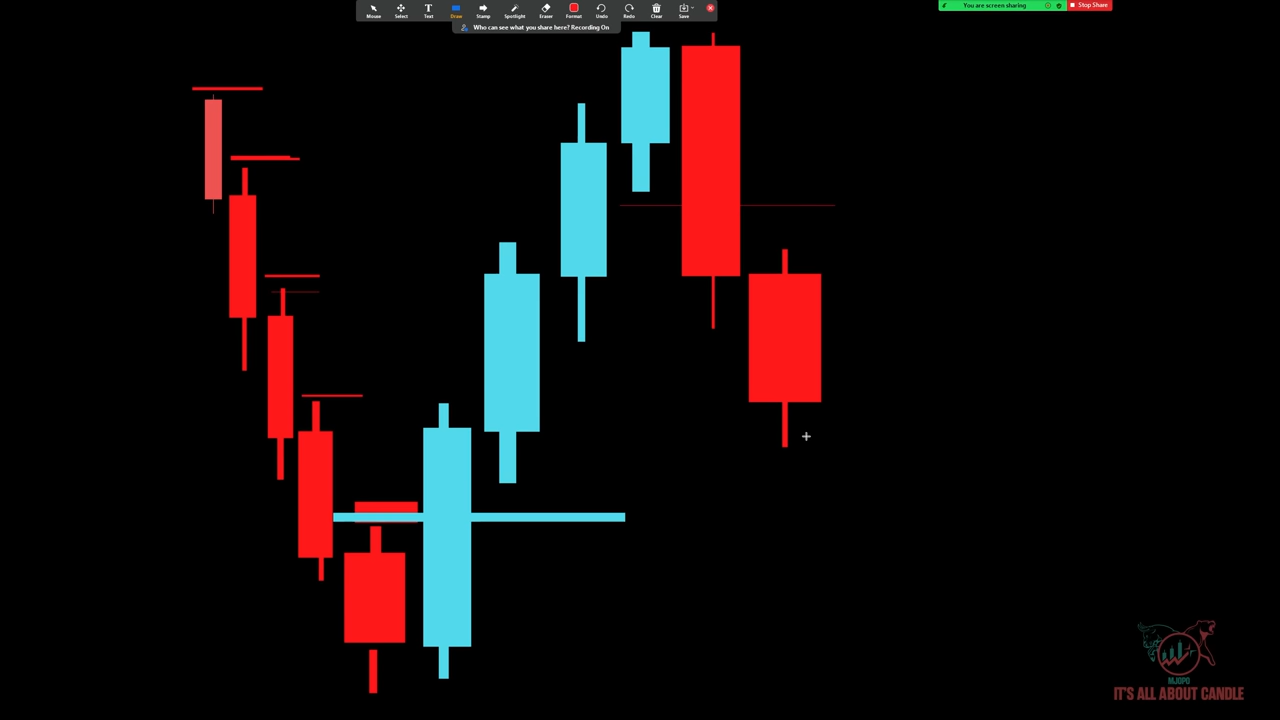 Mouse Select Text Draw Stamp Spotlight Eraser Format Undo Redo Clear Save
Who can see what you share here? Recording On
You are screen sharing
Stop Share
MJOPO
IT'S ALL ABOUT CANDLE